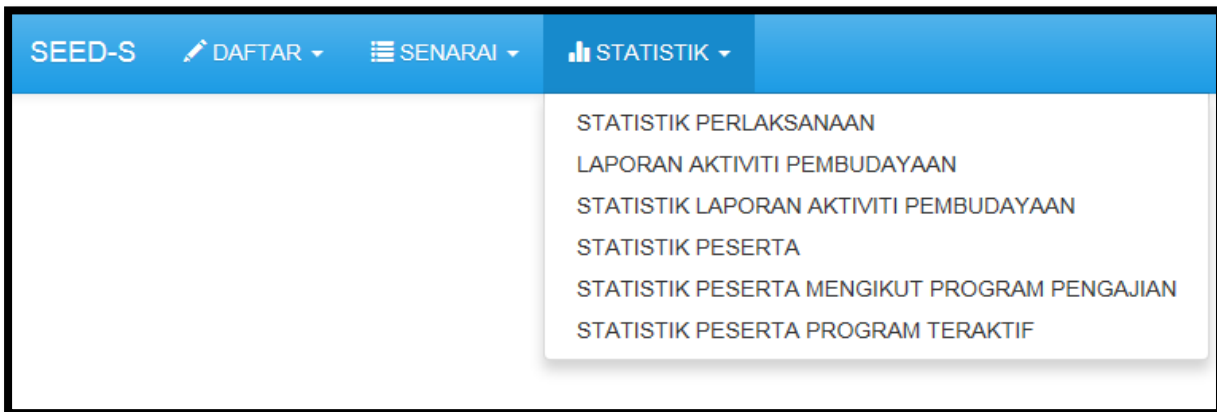 SEED-S DAFTAR SENARAI STATISTIK
STATISTIK PERLAKSANAAN
LAPORAN AKTIVITI PEMBUDAYAAN
STATISTIK LAPORAN AKTIVITI PEMBUDAYAAN
STATISTIK PESERTA
STATISTIK PESERTA MENGIKUT PROGRAM PENGAJIAN
STATISTIK PESERTA PROGRAM TERAKTIF